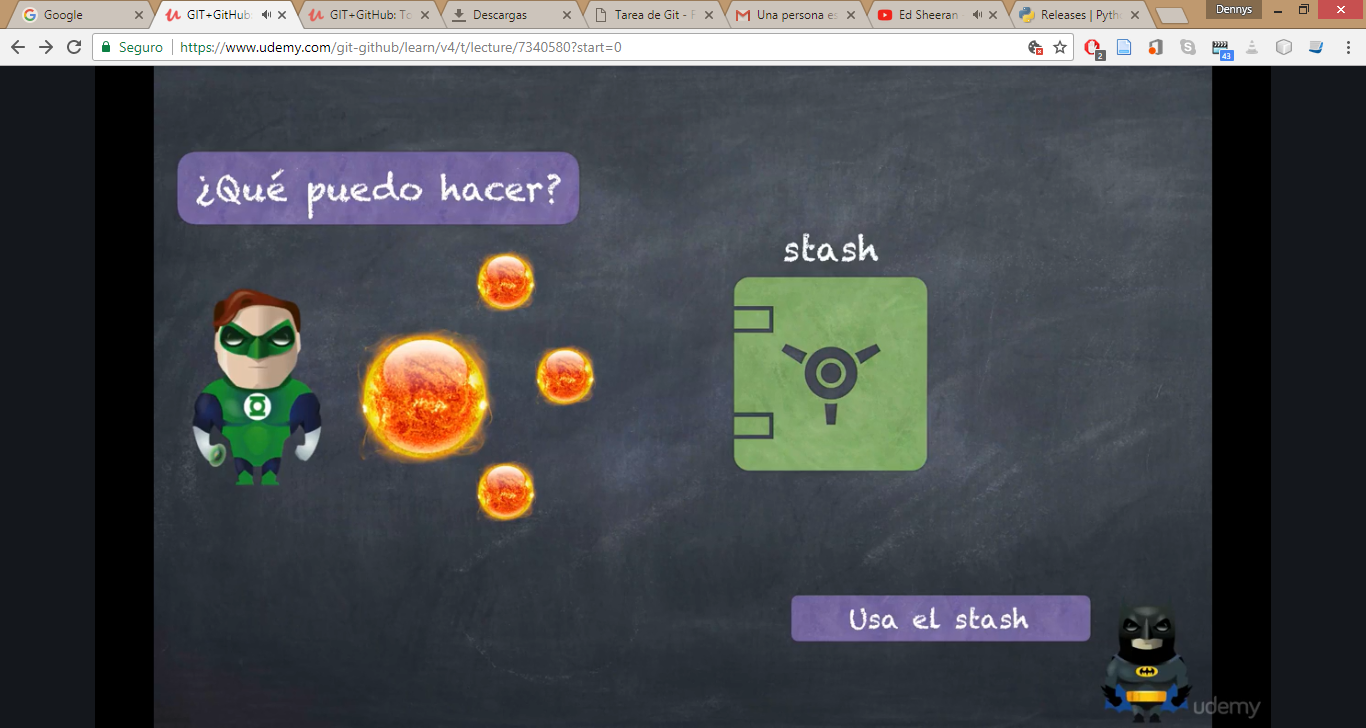 Google
GIT+GitHub:
GIT+GitHub: To
Descargas
Tarea de Git - P
Una persona es
Ed Sheeran
Releases | Pyth
Dennys
Seguro
https://www.udemy.com/git-github/learn/v4/t/lecture/7340580?start=0
2
43
¿Qué puedo hacer?
stash
Usa el stash
udemy